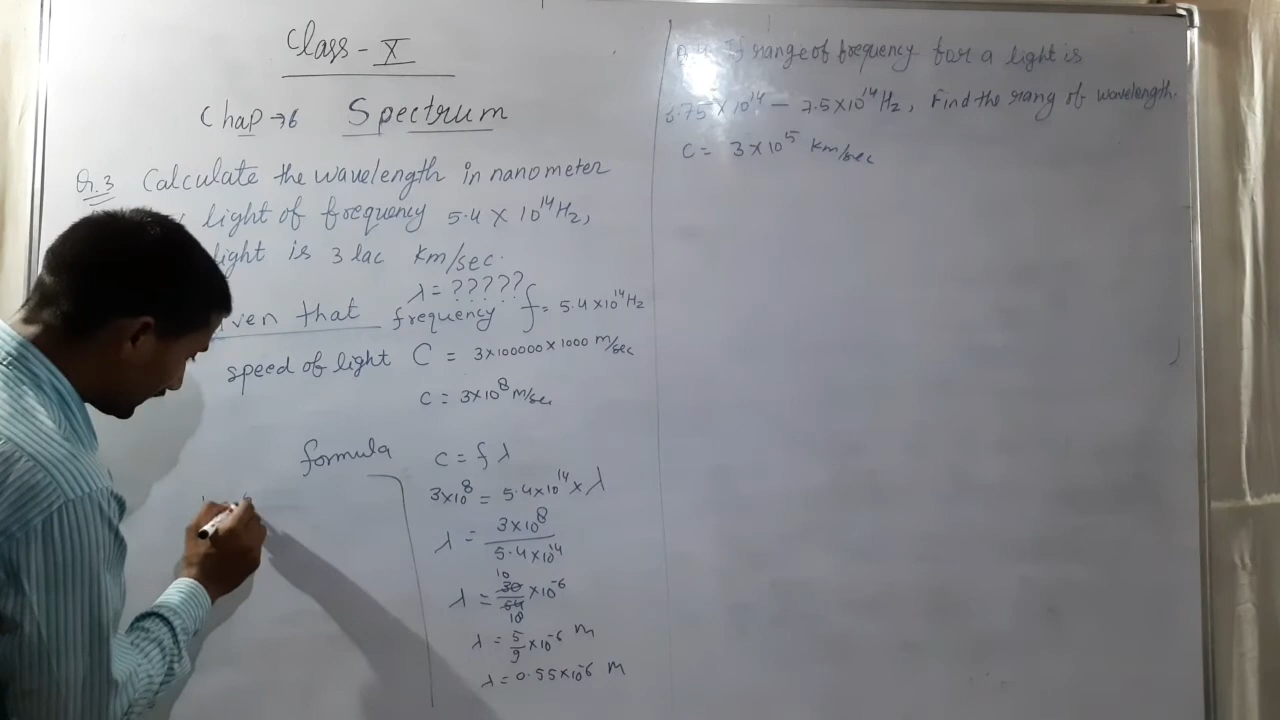 Class - X
Chap → 6 Spectrum
Q.3 Calculate the wavelength in nanometer
light of frequency 5.4 × 10¹⁴ Hz,
light is 3 lac km/sec.
λ = ?????
ven that frequency f = 5.4×10¹⁴ Hz
speed of light C = 3×100000×1000 m/sec
C = 3×10⁸ m/sec
formula C = f λ
3×10⁸ = 5.4×10¹⁴ × λ
λ = 3×10⁸ / 5.4×10¹⁴
10
λ = 30/54 ×10⁻⁶
18
λ = 5/9 ×10⁻⁶ m
λ = 0.55×10⁻⁶ m
If range of frequency for a light is
.75×10¹⁴ — 7.5×10¹⁴ Hz, Find the rang of wavelength.
C = 3×10⁵ km/sec